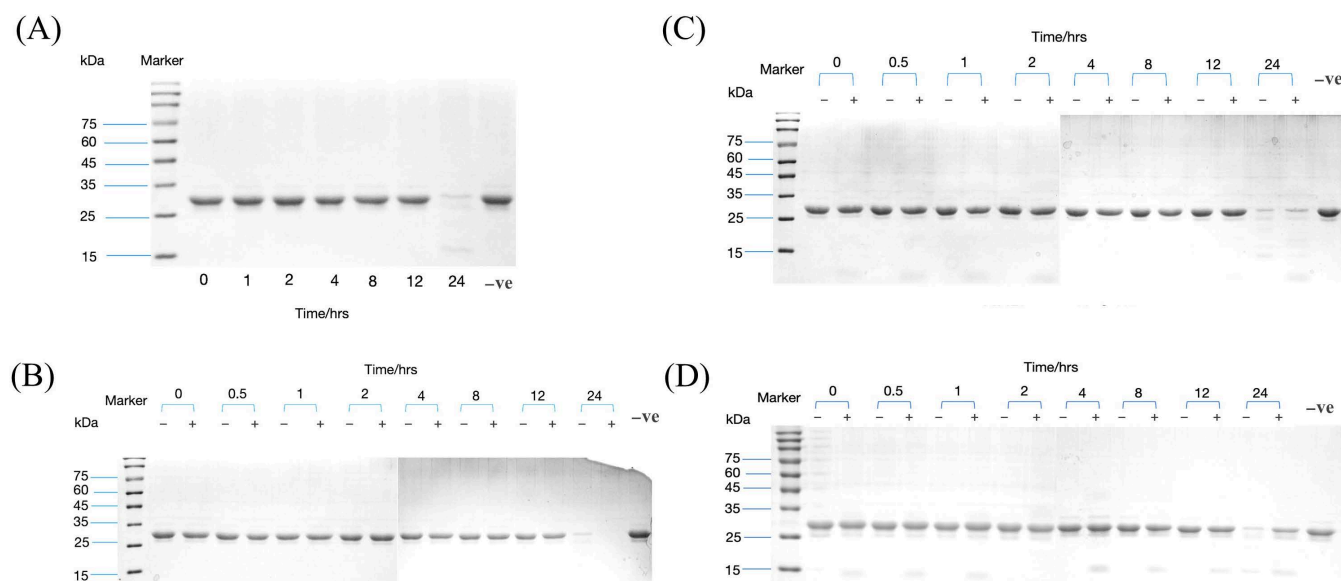 (A)
kDa Marker
75
60
45
35
25
15
0 1 2 4 8 12 24 –ve
Time/hrs
(C)
Time/hrs
0 0.5 1 2 4 8 12 24 –ve
Marker
– + – + – + – + – + – + – + – +
kDa
75
60
45
35
25
15
(B)
Time/hrs
0 0.5 1 2 4 8 12 24
Marker
–ve
kDa – + – + – + – + – + – + – + – +
75
60
45
35
25
15
(D)
Time/hrs
0 0.5 1 2 4 8 12 24
Marker
–ve
kDa – + – + – + – + – + – + – + – +
75
60
45
35
25
15